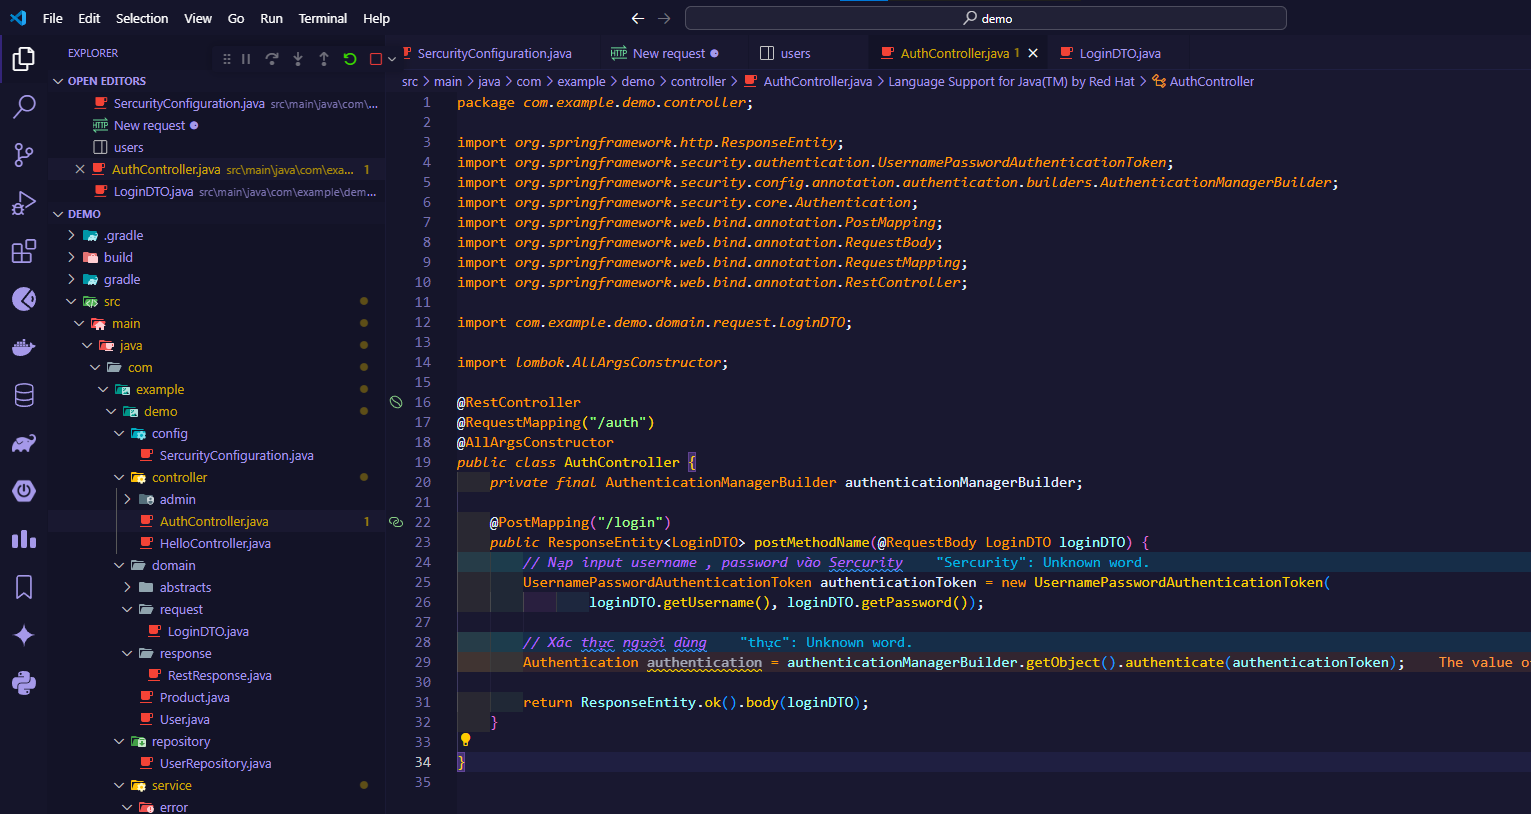 File Edit Selection View Go Run Terminal Help
demo
EXPLORER
OPEN EDITORS
SercurityConfiguration.java src\main\java\com\...
New request
users
AuthController.java src\main\java\com\exa... 1
LoginDTO.java src\main\java\com\example\dem...
DEMO
.gradle
build
gradle
src
main
java
com
example
demo
config
SercurityConfiguration.java
controller
admin
AuthController.java 1
HelloController.java
domain
abstracts
request
LoginDTO.java
response
RestResponse.java
Product.java
User.java
repository
UserRepository.java
service
error
SercurityConfiguration.java
HTTP New request
users
AuthController.java 1
LoginDTO.java
src > main > java > com > example > demo > controller > AuthController.java > Language Support for Java(TM) by Red Hat > AuthController
1 package com.example.demo.controller;
2
3 import org.springframework.http.ResponseEntity;
4 import org.springframework.security.authentication.UsernamePasswordAuthenticationToken;
5 import org.springframework.security.config.annotation.authentication.builders.AuthenticationManagerBuilder;
6 import org.springframework.security.core.Authentication;
7 import org.springframework.web.bind.annotation.PostMapping;
8 import org.springframework.web.bind.annotation.RequestBody;
9 import org.springframework.web.bind.annotation.RequestMapping;
10 import org.springframework.web.bind.annotation.RestController;
11
12 import com.example.demo.domain.request.LoginDTO;
13
14 import lombok.AllArgsConstructor;
15
16 @RestController
17 @RequestMapping("/auth")
18 @AllArgsConstructor
19 public class AuthController {
20 private final AuthenticationManagerBuilder authenticationManagerBuilder;
21
22 @PostMapping("/login")
23 public ResponseEntity<LoginDTO> postMethodName(@RequestBody LoginDTO loginDTO) {
24 // Nạp input username , password vào Sercurity "Sercurity": Unknown word.
25 UsernamePasswordAuthenticationToken authenticationToken = new UsernamePasswordAuthenticationToken(
26 loginDTO.getUsername(), loginDTO.getPassword());
27
28 // Xác thực người dùng "thực": Unknown word.
29 Authentication authentication = authenticationManagerBuilder.getObject().authenticate(authenticationToken); The value o
30
31 return ResponseEntity.ok().body(loginDTO);
32 }
33
34 }
35